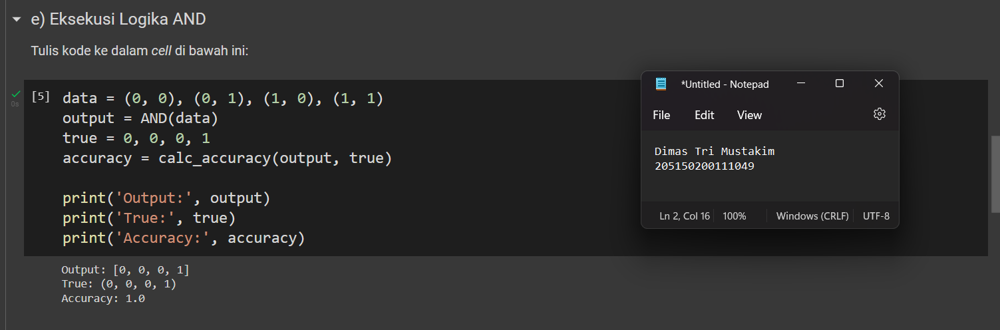 e) Eksekusi Logika AND
Tulis kode ke dalam cell di bawah ini:
0s
[5]
data = (0, 0), (0, 1), (1, 0), (1, 1)
output = AND(data)
true = 0, 0, 0, 1
accuracy = calc_accuracy(output, true)
print('Output:', output)
print('True:', true)
print('Accuracy:', accuracy)
Output: [0, 0, 0, 1]
True: (0, 0, 0, 1)
Accuracy: 1.0
*Untitled - Notepad
File Edit View
Dimas Tri Mustakim
205150200111049
Ln 2, Col 16 100% Windows (CRLF) UTF-8